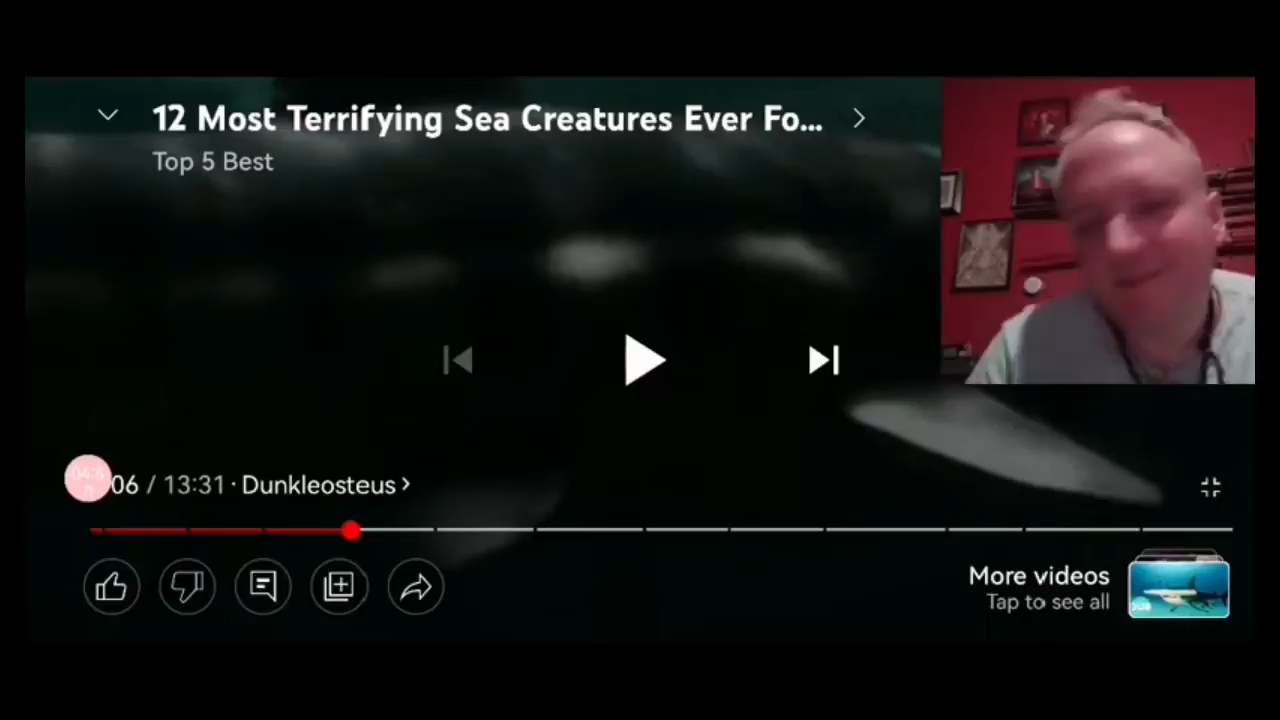 12 Most Terrifying Sea Creatures Ever Fo...
Top 5 Best
06 / 13:31 · Dunkleosteus >
More videos
Tap to see all